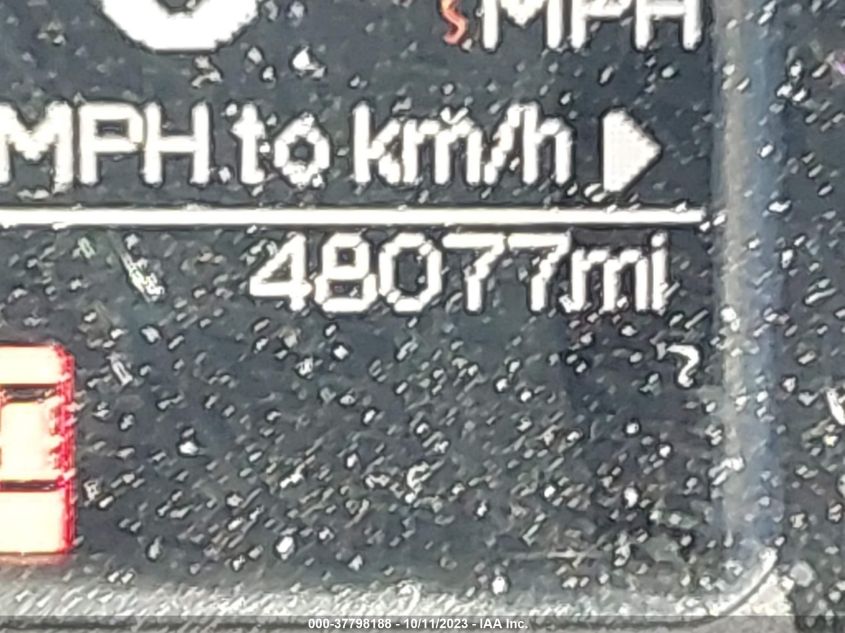 MPH
MPH to km/h
48077mi
000-37798188 - 10/11/2023 - IAA Inc.